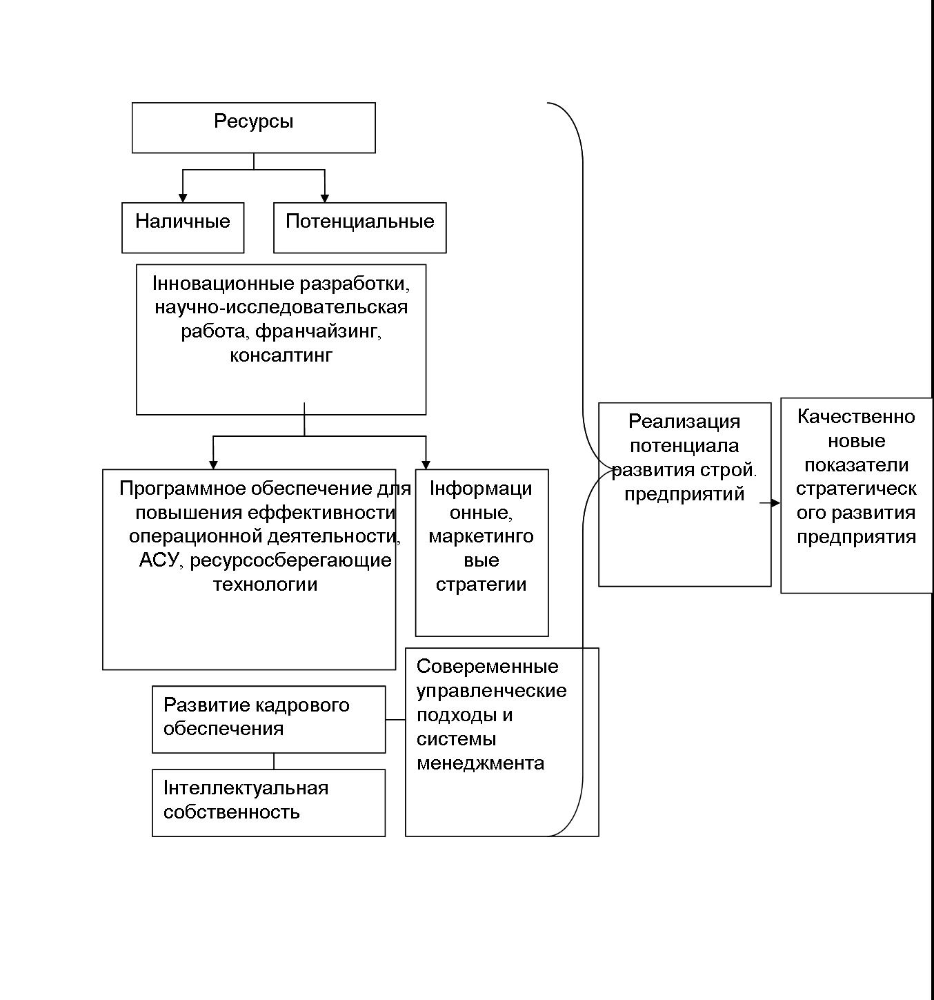 Ресурсы
Наличные
Потенциальные
Інновационные разработки,
научно-исследовательская
работа, франчайзинг,
консалтинг
Программное обеспечение для
повышения еффективности
операционной деятельности,
АСУ, ресурсосберегающие
технологии
Інформаци
онные,
маркетинго
вые
стратегии
Совеременные
управленческие
подходы и
системы
менеджмента
Развитие кадрового
обеспечения
Інтеллектуальная
собственность
Реализация
потенциала
развития строй.
предприятий
Качественно
новые
показатели
стратегическ
ого развития
предприятия